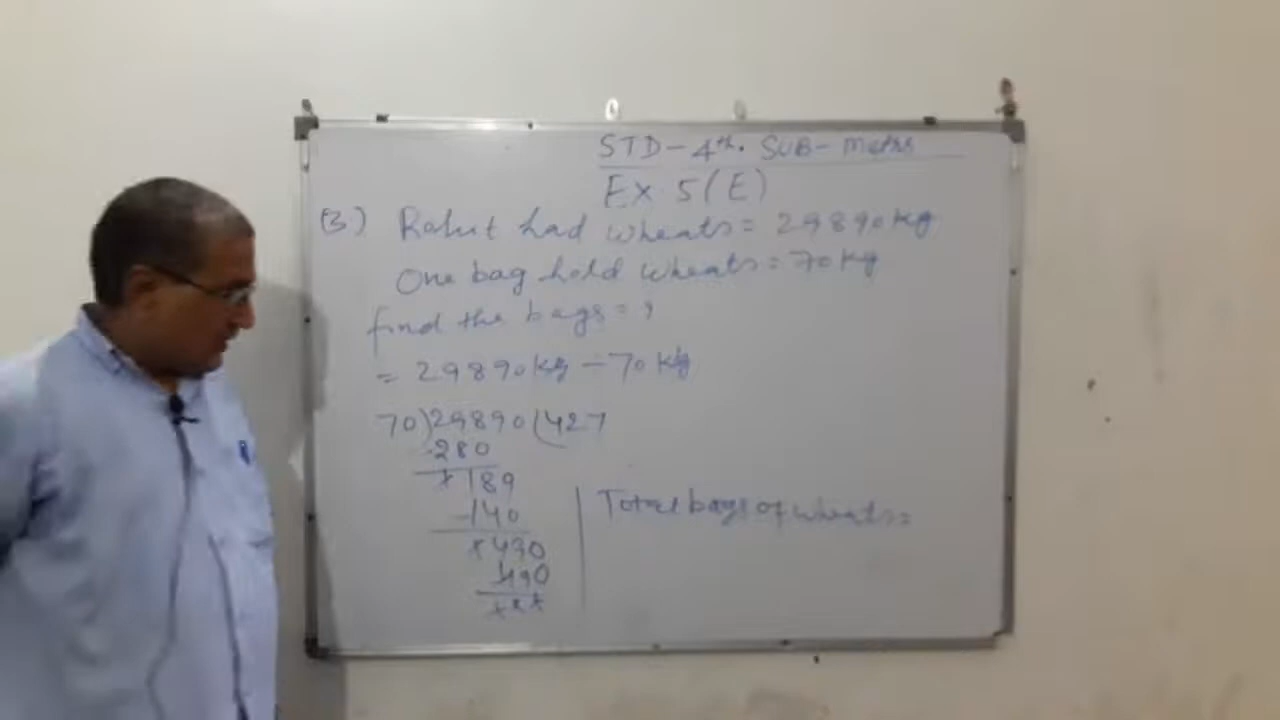 STD - 4th. SUB - Maths
EX. 5 (E)
(3) Rahut had wheats = 29890 kg
One bag hold wheats = 70 kg
find the bags = ?
= 29890 kg ÷ 70 kg
70)29890(427
-280
×189
-140
×490
490
×××
Total bags of wheats =